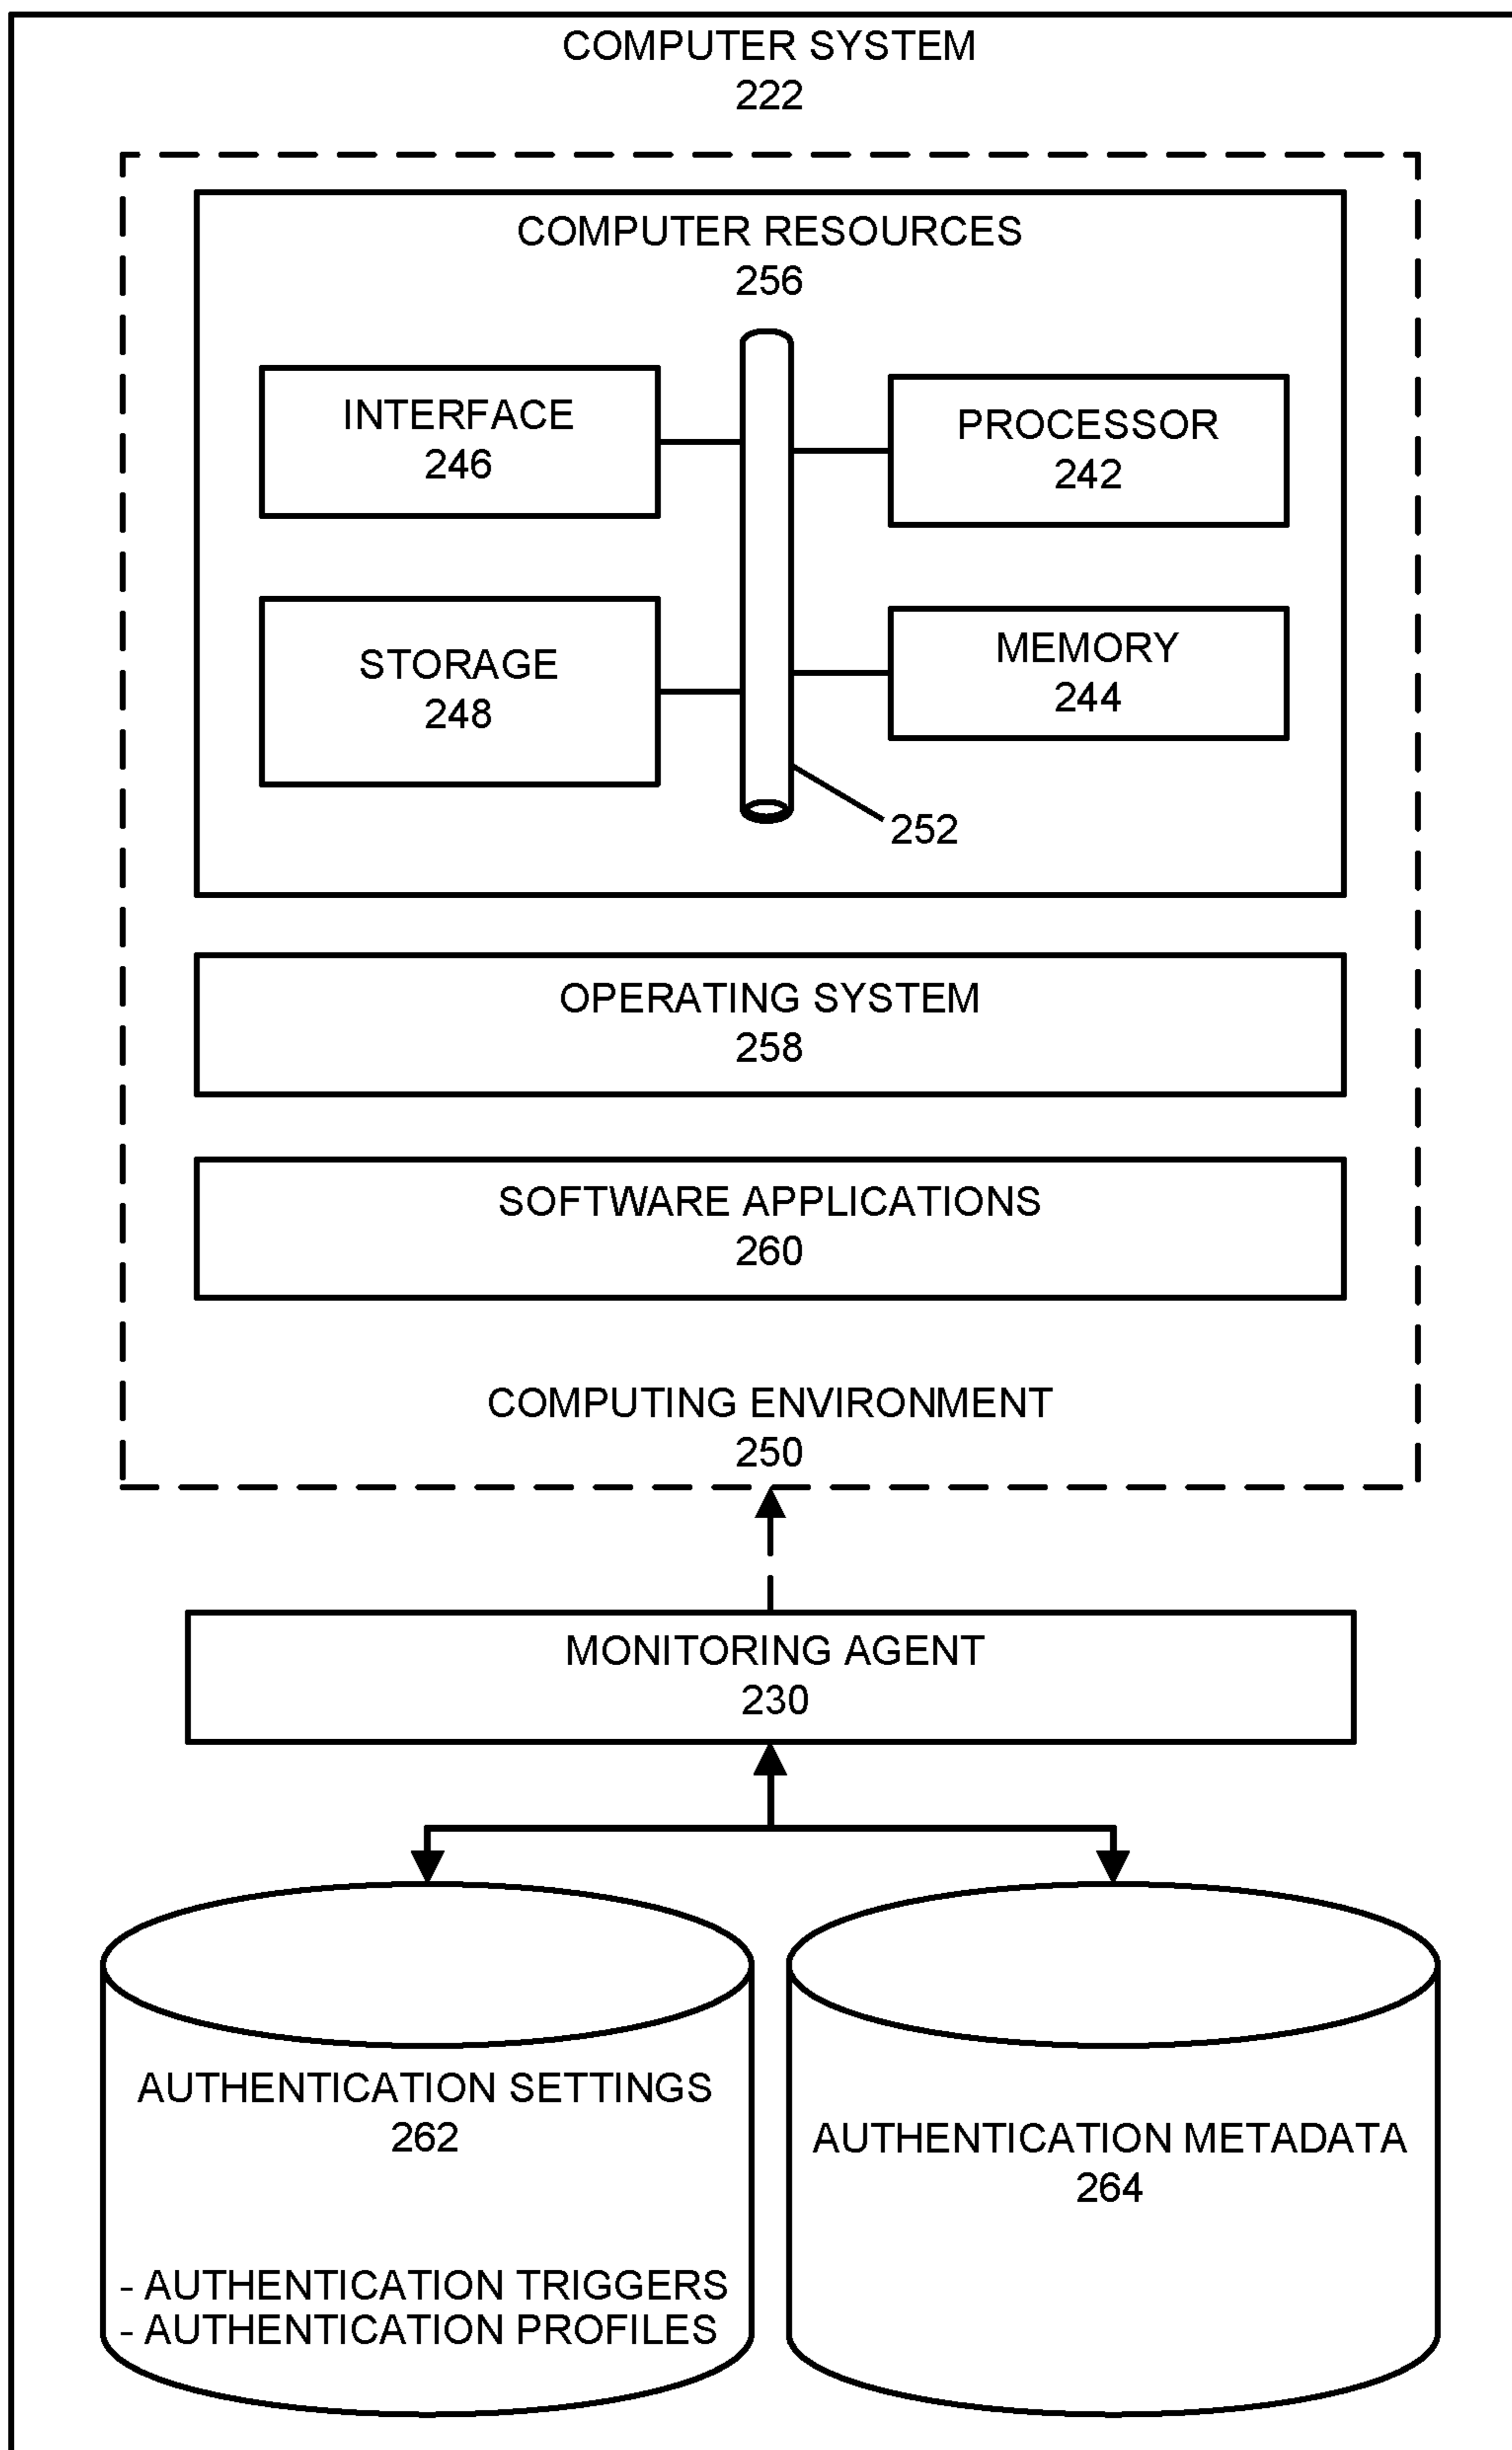 COMPUTER SYSTEM
222
COMPUTER RESOURCES
256
INTERFACE
246
PROCESSOR
242
STORAGE
248
MEMORY
244
252
OPERATING SYSTEM
258
SOFTWARE APPLICATIONS
260
COMPUTING ENVIRONMENT
250
MONITORING AGENT
230
AUTHENTICATION SETTINGS
262
- AUTHENTICATION TRIGGERS
- AUTHENTICATION PROFILES
AUTHENTICATION METADATA
264